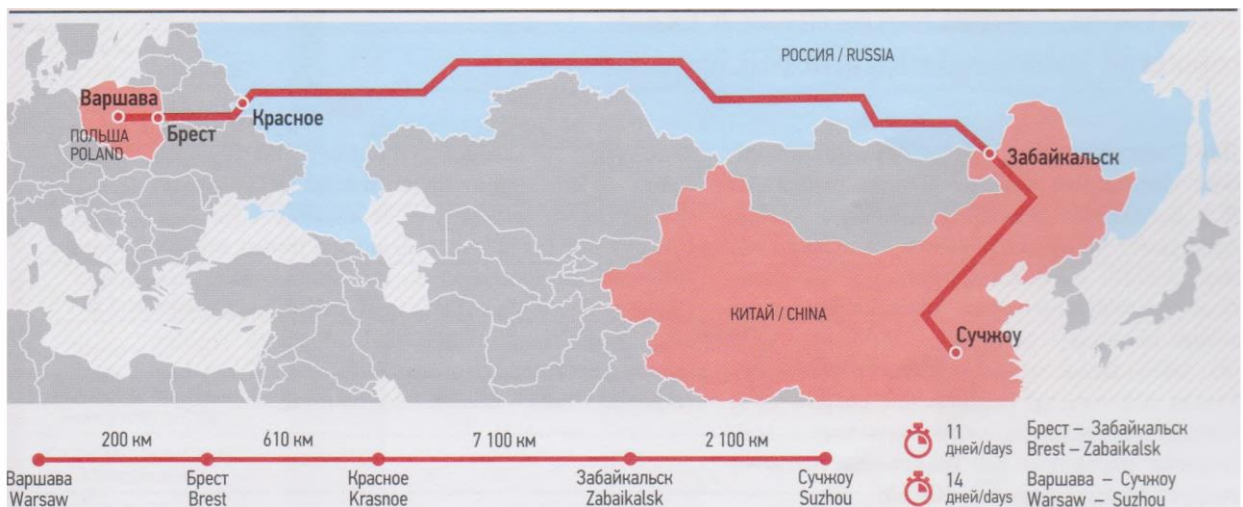 РОССИЯ / RUSSIA
Варшава
Красное
Брест
ПОЛЬША
POLAND
Забайкальск
КИТАЙ / CHINA
Сучжоу
200 км
610 км
7 100 км
2 100 км
Варшава
Warsaw
Брест
Brest
Красное
Krasnoe
Забайкальск
Zabaikalsk
Сучжоу
Suzhou
11
дней/days
Брест – Забайкальск
Brest – Zabaikalsk
14
дней/days
Варшава – Сучжоу
Warsaw – Suzhou